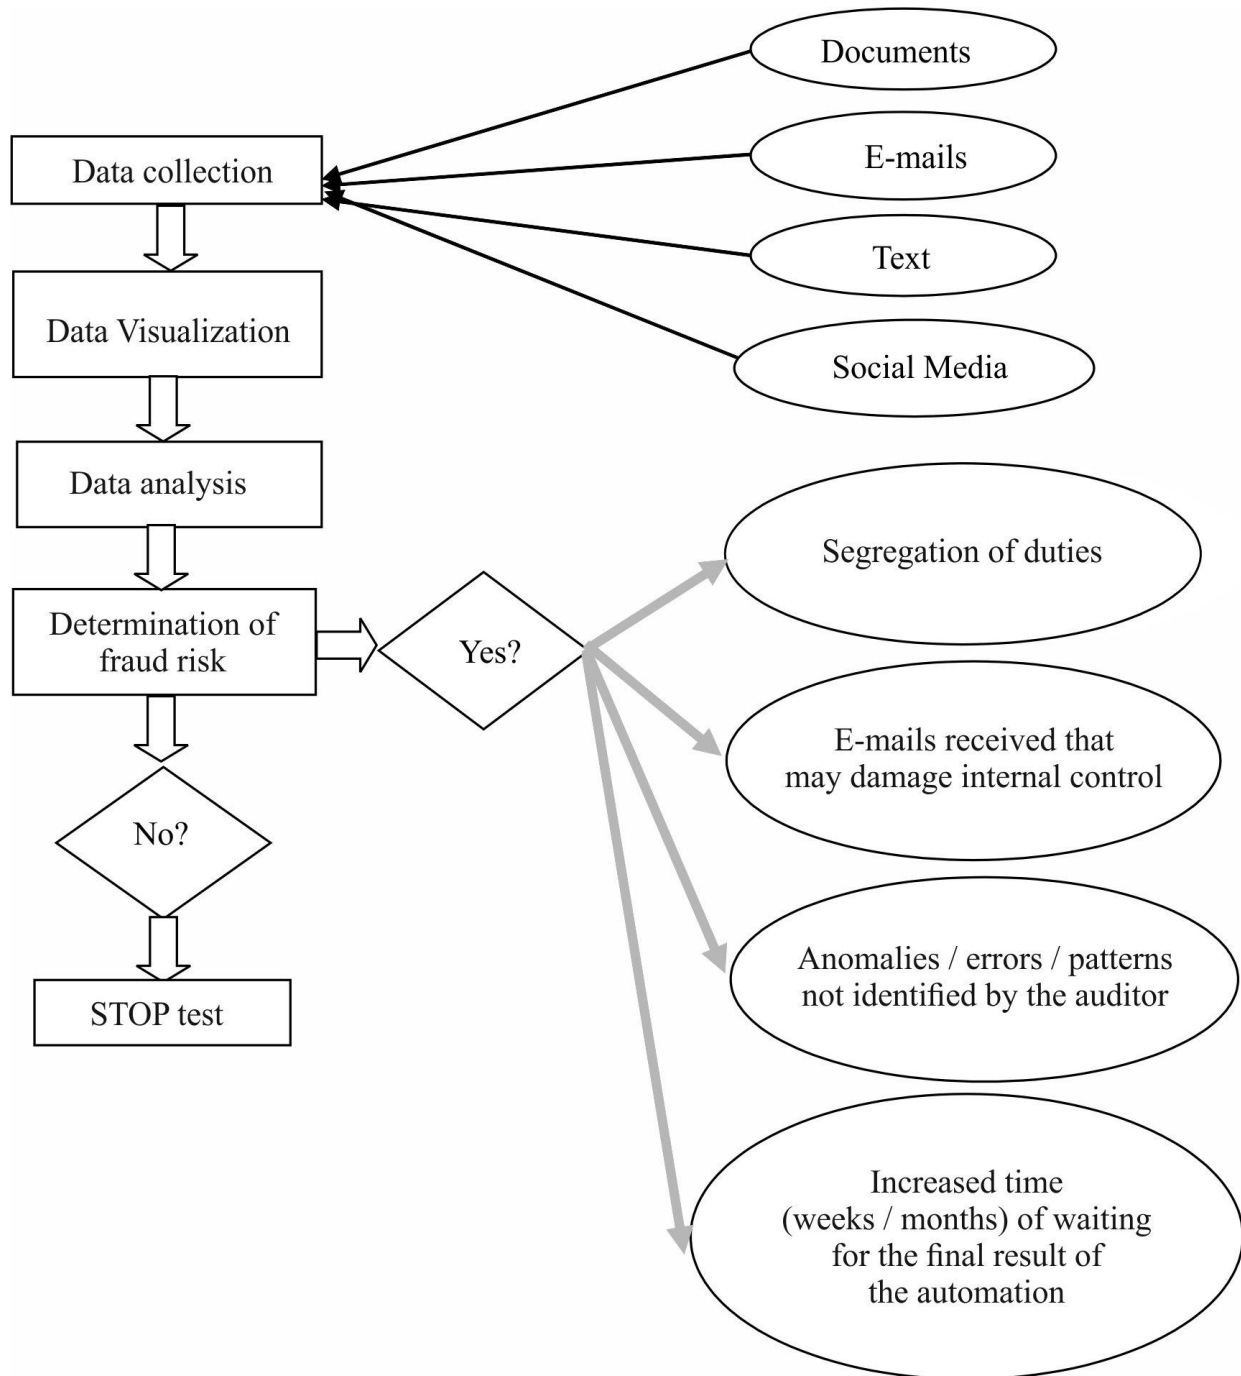 Documents
E-mails
Data collection
Text
Data Visualization
Social Media
Data analysis
Segregation of duties
Determination of
fraud risk
Yes?
E-mails received that
may damage internal control
No?
Anomalies / errors / patterns
not identified by the auditor
STOP test
Increased time
(weeks / months) of waiting
for the final result of
the automation